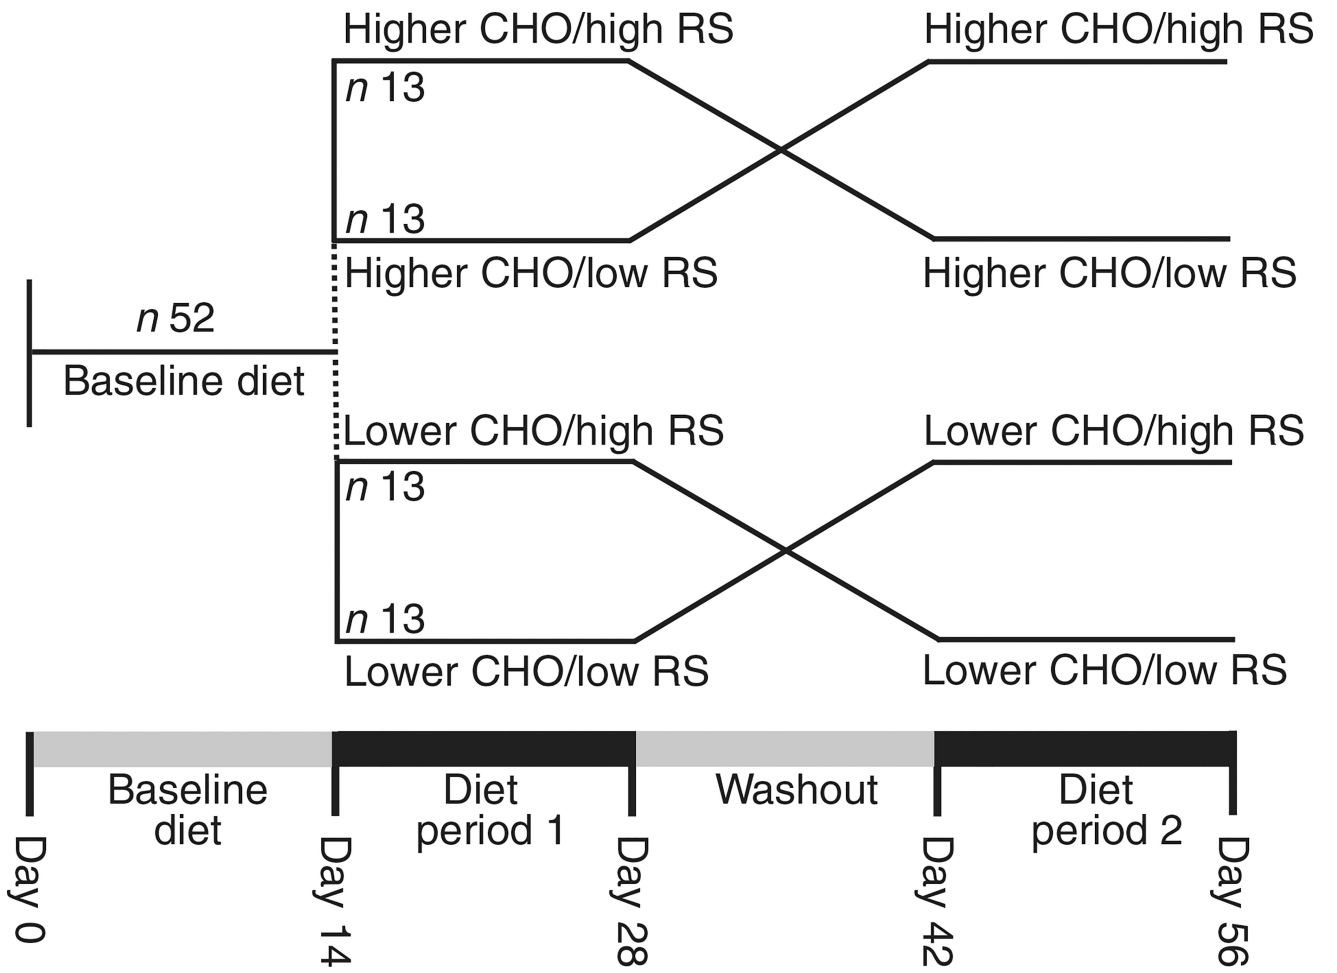 Higher CHO/high RS
Higher CHO/high RS
n 13
n 13
Higher CHO/low RS
Higher CHO/low RS
n 52
Baseline diet
Lower CHO/high RS
Lower CHO/high RS
n 13
n 13
Lower CHO/low RS
Lower CHO/low RS
Baseline
diet
Diet
period 1
Washout
Diet
period 2
Day 0
Day 14
Day 28
Day 42
Day 56